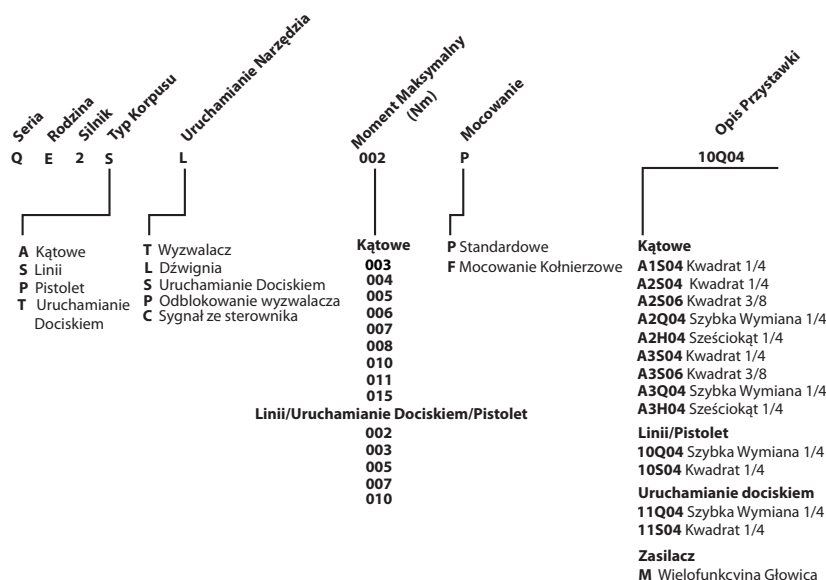 Seria
Rodzina
Silnik
Typ Korpusu
Uruchamianie Narzędzia
Moment Maksymalny
(Nm)
Mocowanie
Opis Przystawki
Q E 2 S L 002 P 10Q04
A Kątowe
S Linii
P Pistolet
T Uruchamianie
Dociskiem
T Wyzwalacz
L Dźwignia
S Uruchamianie Dociskiem
P Odblokowanie wyzwalacza
C Sygnał ze sterownika
Kątowe
003
004
005
006
007
008
010
011
015
Linii/Uruchamianie Dociskiem/Pistolet
002
003
005
007
010
P Standardowe
F Mocowanie Kołnierzowe
Kątowe
A1S04 Kwadrat 1/4
A2S04 Kwadrat 1/4
A2S06 Kwadrat 3/8
A2Q04 Szybka Wymiana 1/4
A2H04 Sześciokąt 1/4
A3S04 Kwadrat 1/4
A3S06 Kwadrat 3/8
A3Q04 Szybka Wymiana 1/4
A3H04 Sześciokąt 1/4
Linii/Pistolet
10Q04 Szybka Wymiana 1/4
10S04 Kwadrat 1/4
Uruchamianie dociskiem
11Q04 Szybka Wymiana 1/4
11S04 Kwadrat 1/4
Zasilacz
M Wielofunkcyjna Głowica